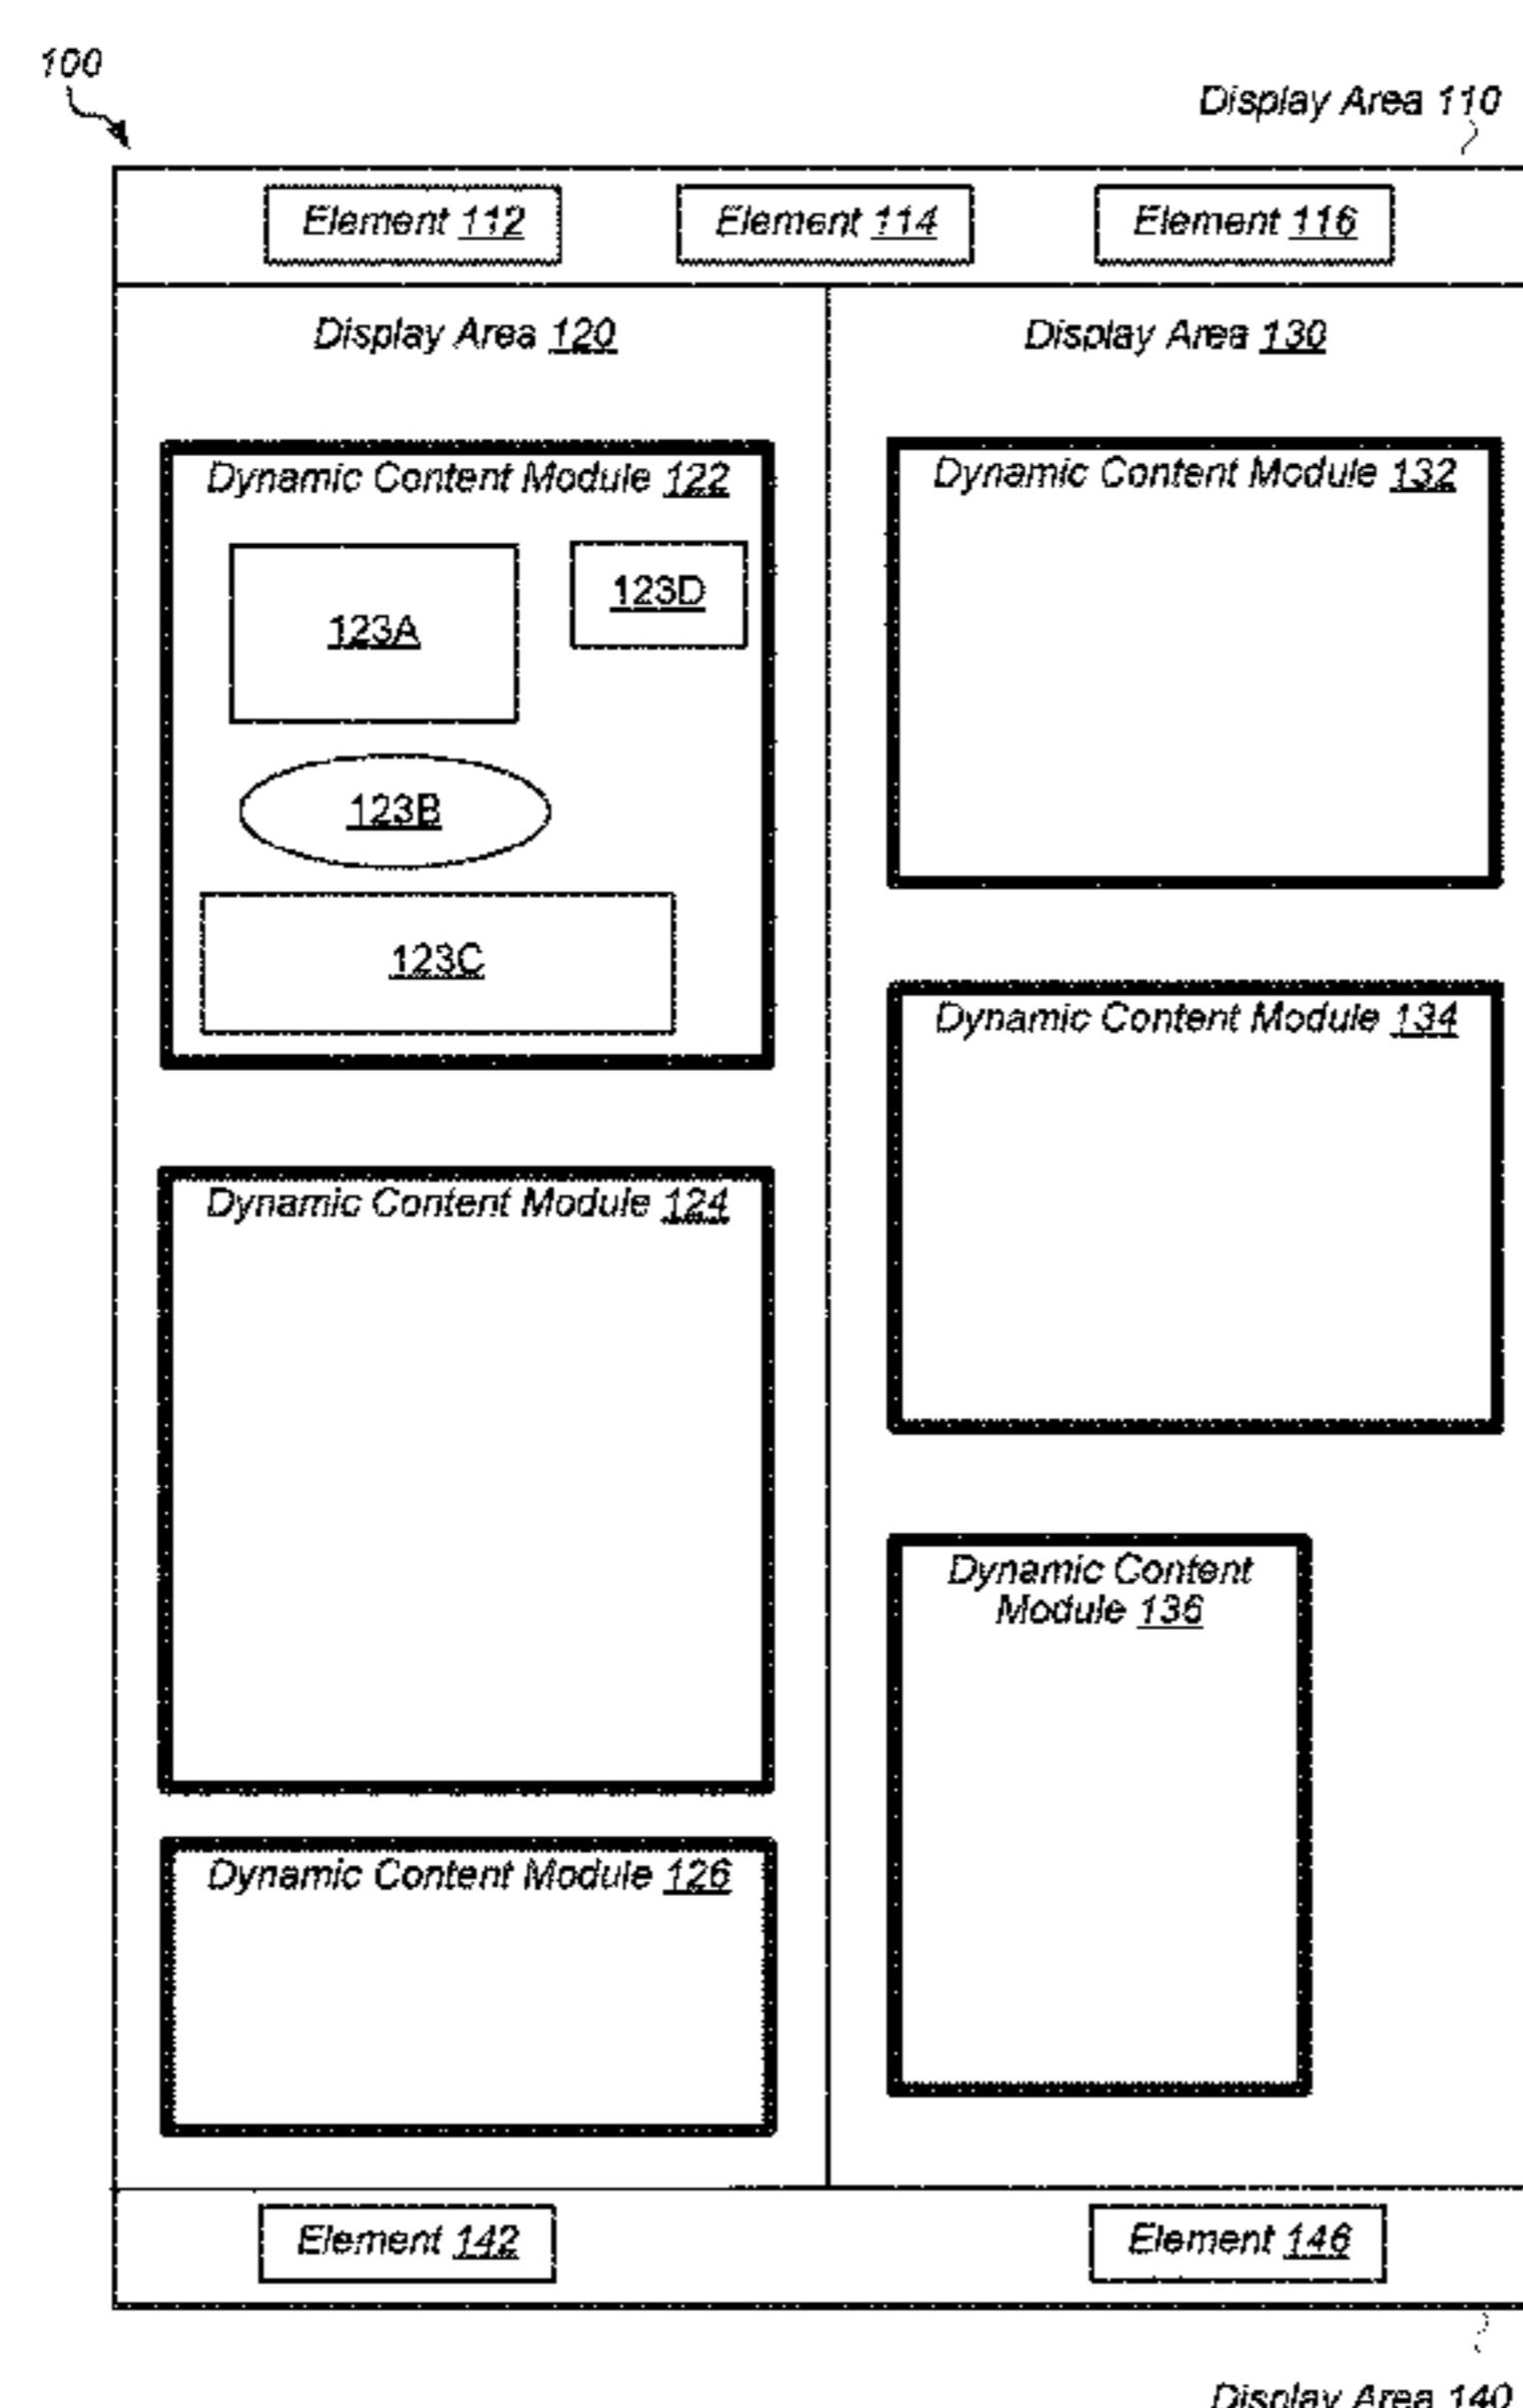 100
Display Area 110
Element 112
Element 114
Element 116
Display Area 120
Display Area 130
Dynamic Content Module 122
123A
123D
123B
123C
Dynamic Content Module 124
Dynamic Content Module 126
Dynamic Content Module 132
Dynamic Content Module 134
Dynamic Content
Module 136
Element 142
Element 146
Display Area 140